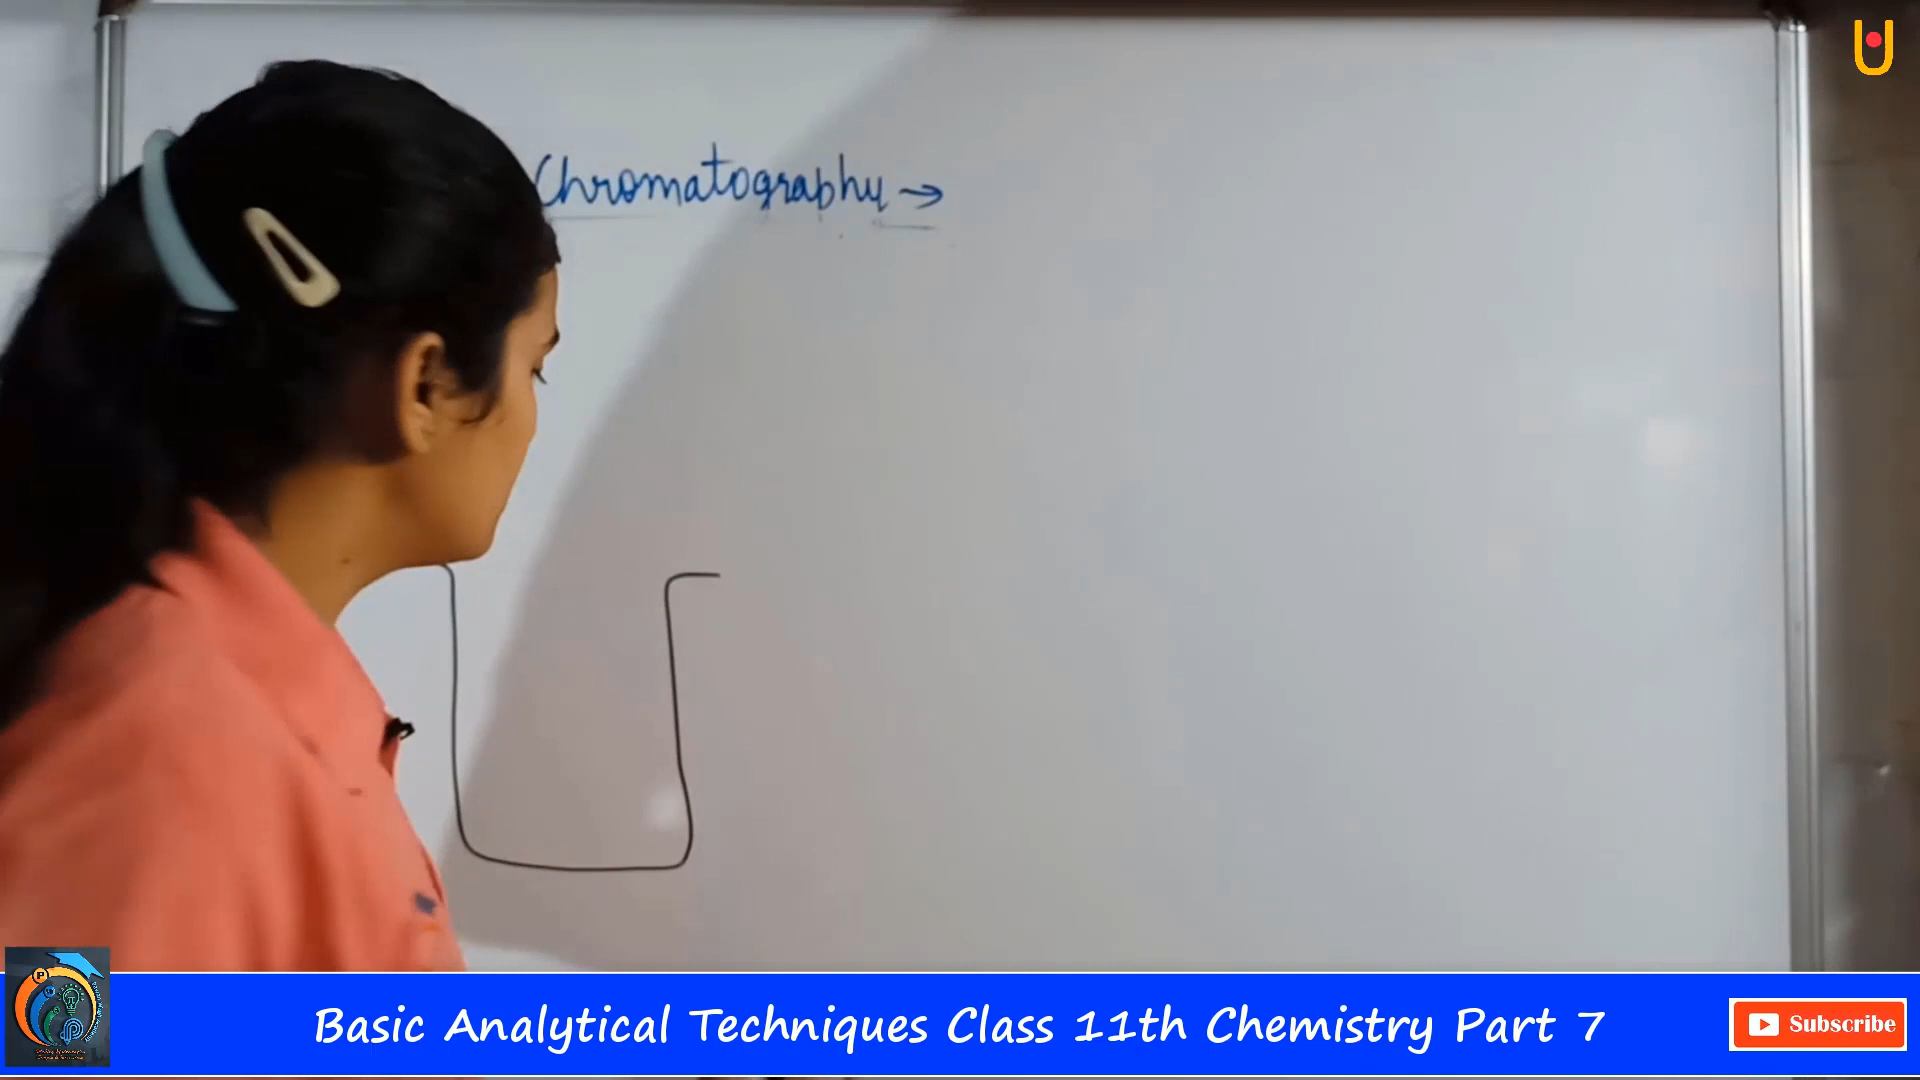 Chromatography →
Basic Analytical Techniques Class 11th Chemistry Part 7
Subscribe